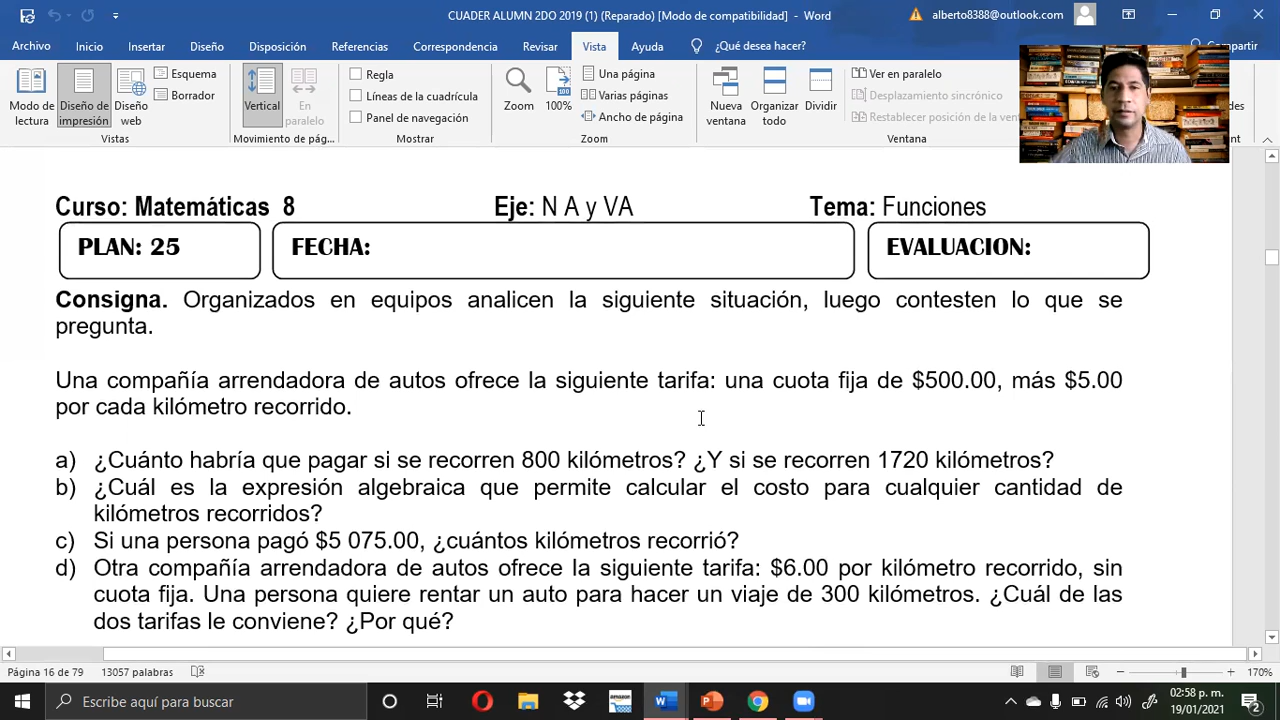 CUADER ALUMN 2DO 2019 (1) (Reparado) [Modo de compatibilidad] - Word
alberto8388@outlook.com
Archivo Inicio Insertar Diseño Disposición Referencias Correspondencia Revisar Vista Ayuda ¿Qué desea hacer? Compartir
Modo de lectura
Diseño de impresión
Diseño web
Esquema
Borrador
Vistas
Vertical
En paralelo
Movimiento de pág...
Regla
Líneas de la cuadrícula
Panel de navegación
Mostrar
Zoom
100%
Una página
Varias páginas
Ancho de página
Zoom
Nueva ventana
Organizar todo
Dividir
Ver en paralelo
Desplazamiento sincrónico
Restablecer posición de la ven
Ventana
Curso: Matemáticas 8 Eje: N A y VA Tema: Funciones
PLAN: 25 FECHA: EVALUACION:
Consigna. Organizados en equipos analicen la siguiente situación, luego contesten lo que se
pregunta.
Una compañía arrendadora de autos ofrece la siguiente tarifa: una cuota fija de $500.00, más $5.00
por cada kilómetro recorrido.
a) ¿Cuánto habría que pagar si se recorren 800 kilómetros? ¿Y si se recorren 1720 kilómetros?
b) ¿Cuál es la expresión algebraica que permite calcular el costo para cualquier cantidad de
kilómetros recorridos?
c) Si una persona pagó $5 075.00, ¿cuántos kilómetros recorrió?
d) Otra compañía arrendadora de autos ofrece la siguiente tarifa: $6.00 por kilómetro recorrido, sin
cuota fija. Una persona quiere rentar un auto para hacer un viaje de 300 kilómetros. ¿Cuál de las
dos tarifas le conviene? ¿Por qué?
Página 16 de 79 13057 palabras 170%
Escribe aquí para buscar
amazon
02:58 p. m.
19/01/2021
2